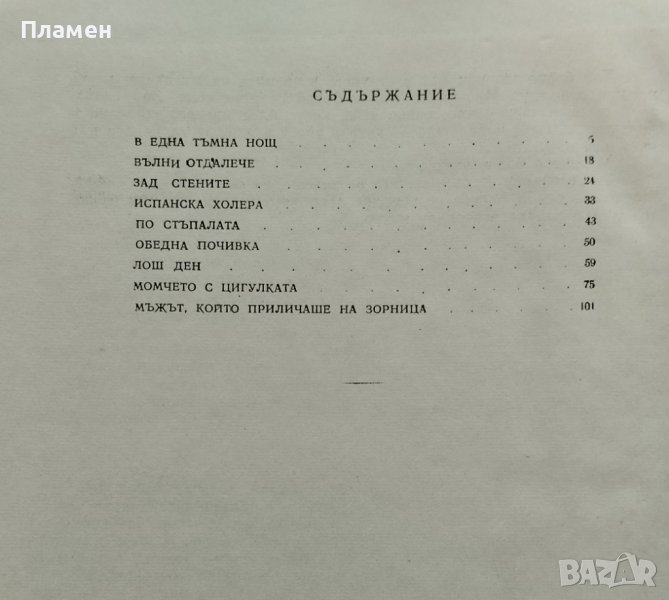 Пламен
СЪДЪРЖАНИЕ
В ЕДНА ТЪМНА НОЩ . . . . . . . . . . . 5
ВЪЛНИ ОТДАЛЕЧЕ . . . . . . . . . . . . 18
ЗАД СТЕНИТЕ . . . . . . . . . . . . . 24
ИСПАНСКА ХОЛЕРА . . . . . . . . . . . 33
ПО СТЪПАЛАТА . . . . . . . . . . . . 43
ОБЕДНА ПОЧИВКА . . . . . . . . . . . 50
ЛОШ ДЕН . . . . . . . . . . . . . . 59
МОМЧЕТО С ЦИГУЛКАТА . . . . . . . . . 75
МЪЖЪТ, КОЙТО ПРИЛИЧАШЕ НА ЗОРНИЦА . . . . . 101
BAZAR